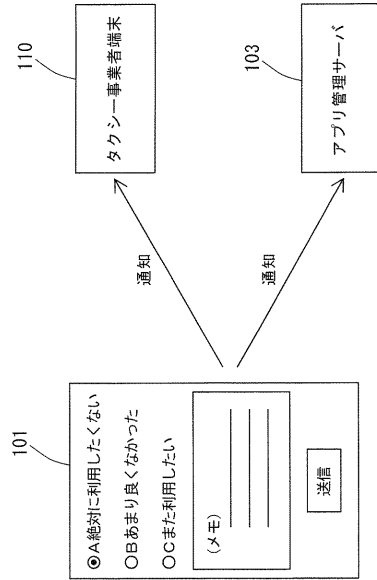 101
◉A絶対に利用したくない
○Bあまり良くなかった
○Cまた利用したい
(メモ)
送信
通知
通知
110
タクシー事業者端末
103
アプリ管理サーバ